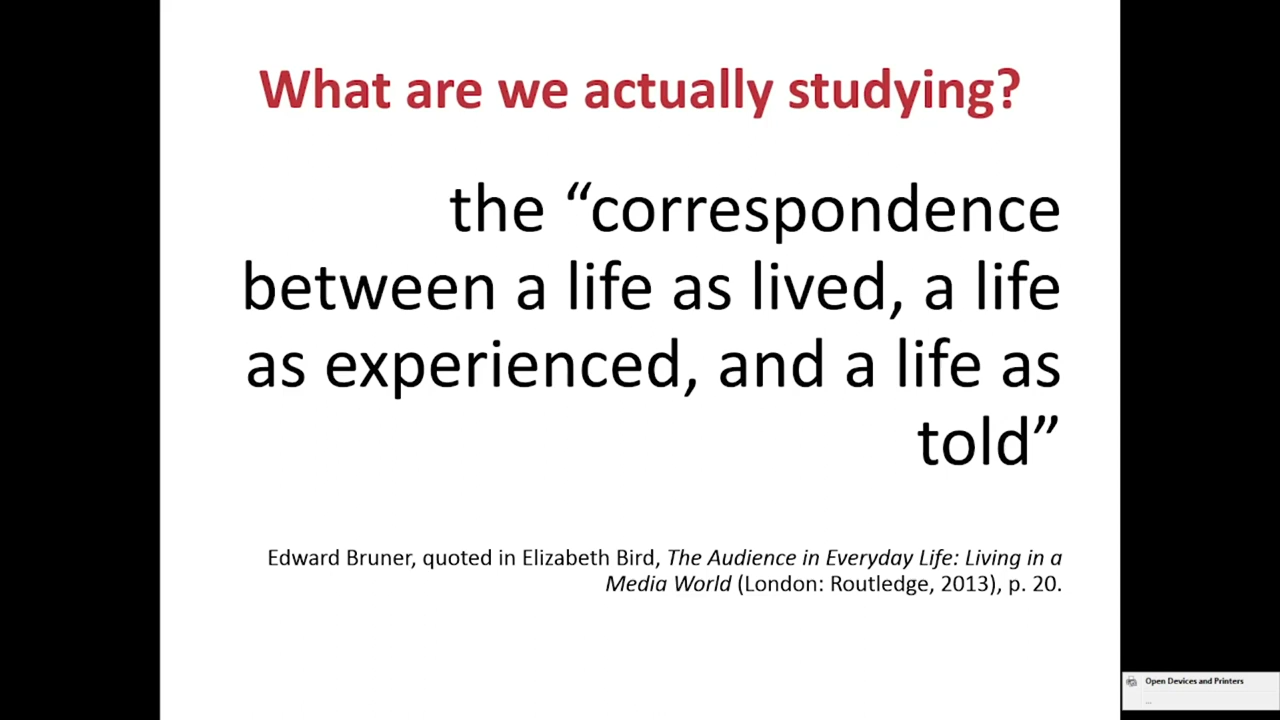 What are we actually studying?
the “correspondence
between a life as lived, a life
as experienced, and a life as
told”
Edward Bruner, quoted in Elizabeth Bird, The Audience in Everyday Life: Living in a
Media World (London: Routledge, 2013), p. 20.
Open Devices and Printers
...